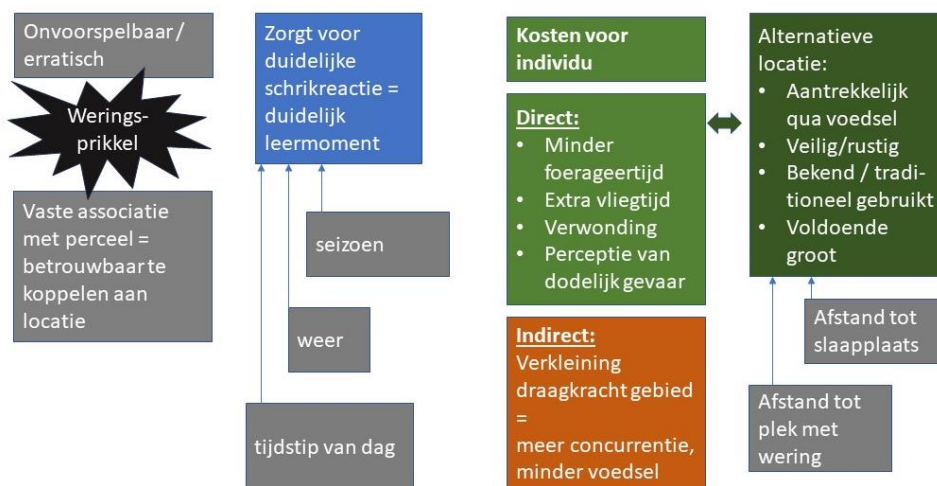 Onvoorspelbaar /
erratisch
Werings-
prikkel
Vaste associatie
met perceel =
betrouwbaar te
koppelen aan
locatie
Zorgt voor
duidelijke
schrikreactie =
duidelijk
leermoment
seizoen
weer
tijdstip van dag
Kosten voor
individu
Direct:
• Minder
foerageertijd
• Extra vliegtijd
• Verwonding
• Perceptie van
dodelijk gevaar
Indirect:
Verkleining
draagkracht gebied
=
meer concurrentie,
minder voedsel
Alternatieve
locatie:
• Aantrekkelijk
qua voedsel
• Veilig/rustig
• Bekend / tradi-
tioneel gebruikt
• Voldoende
groot
Afstand tot
slaapplaats
Afstand tot
plek met
wering